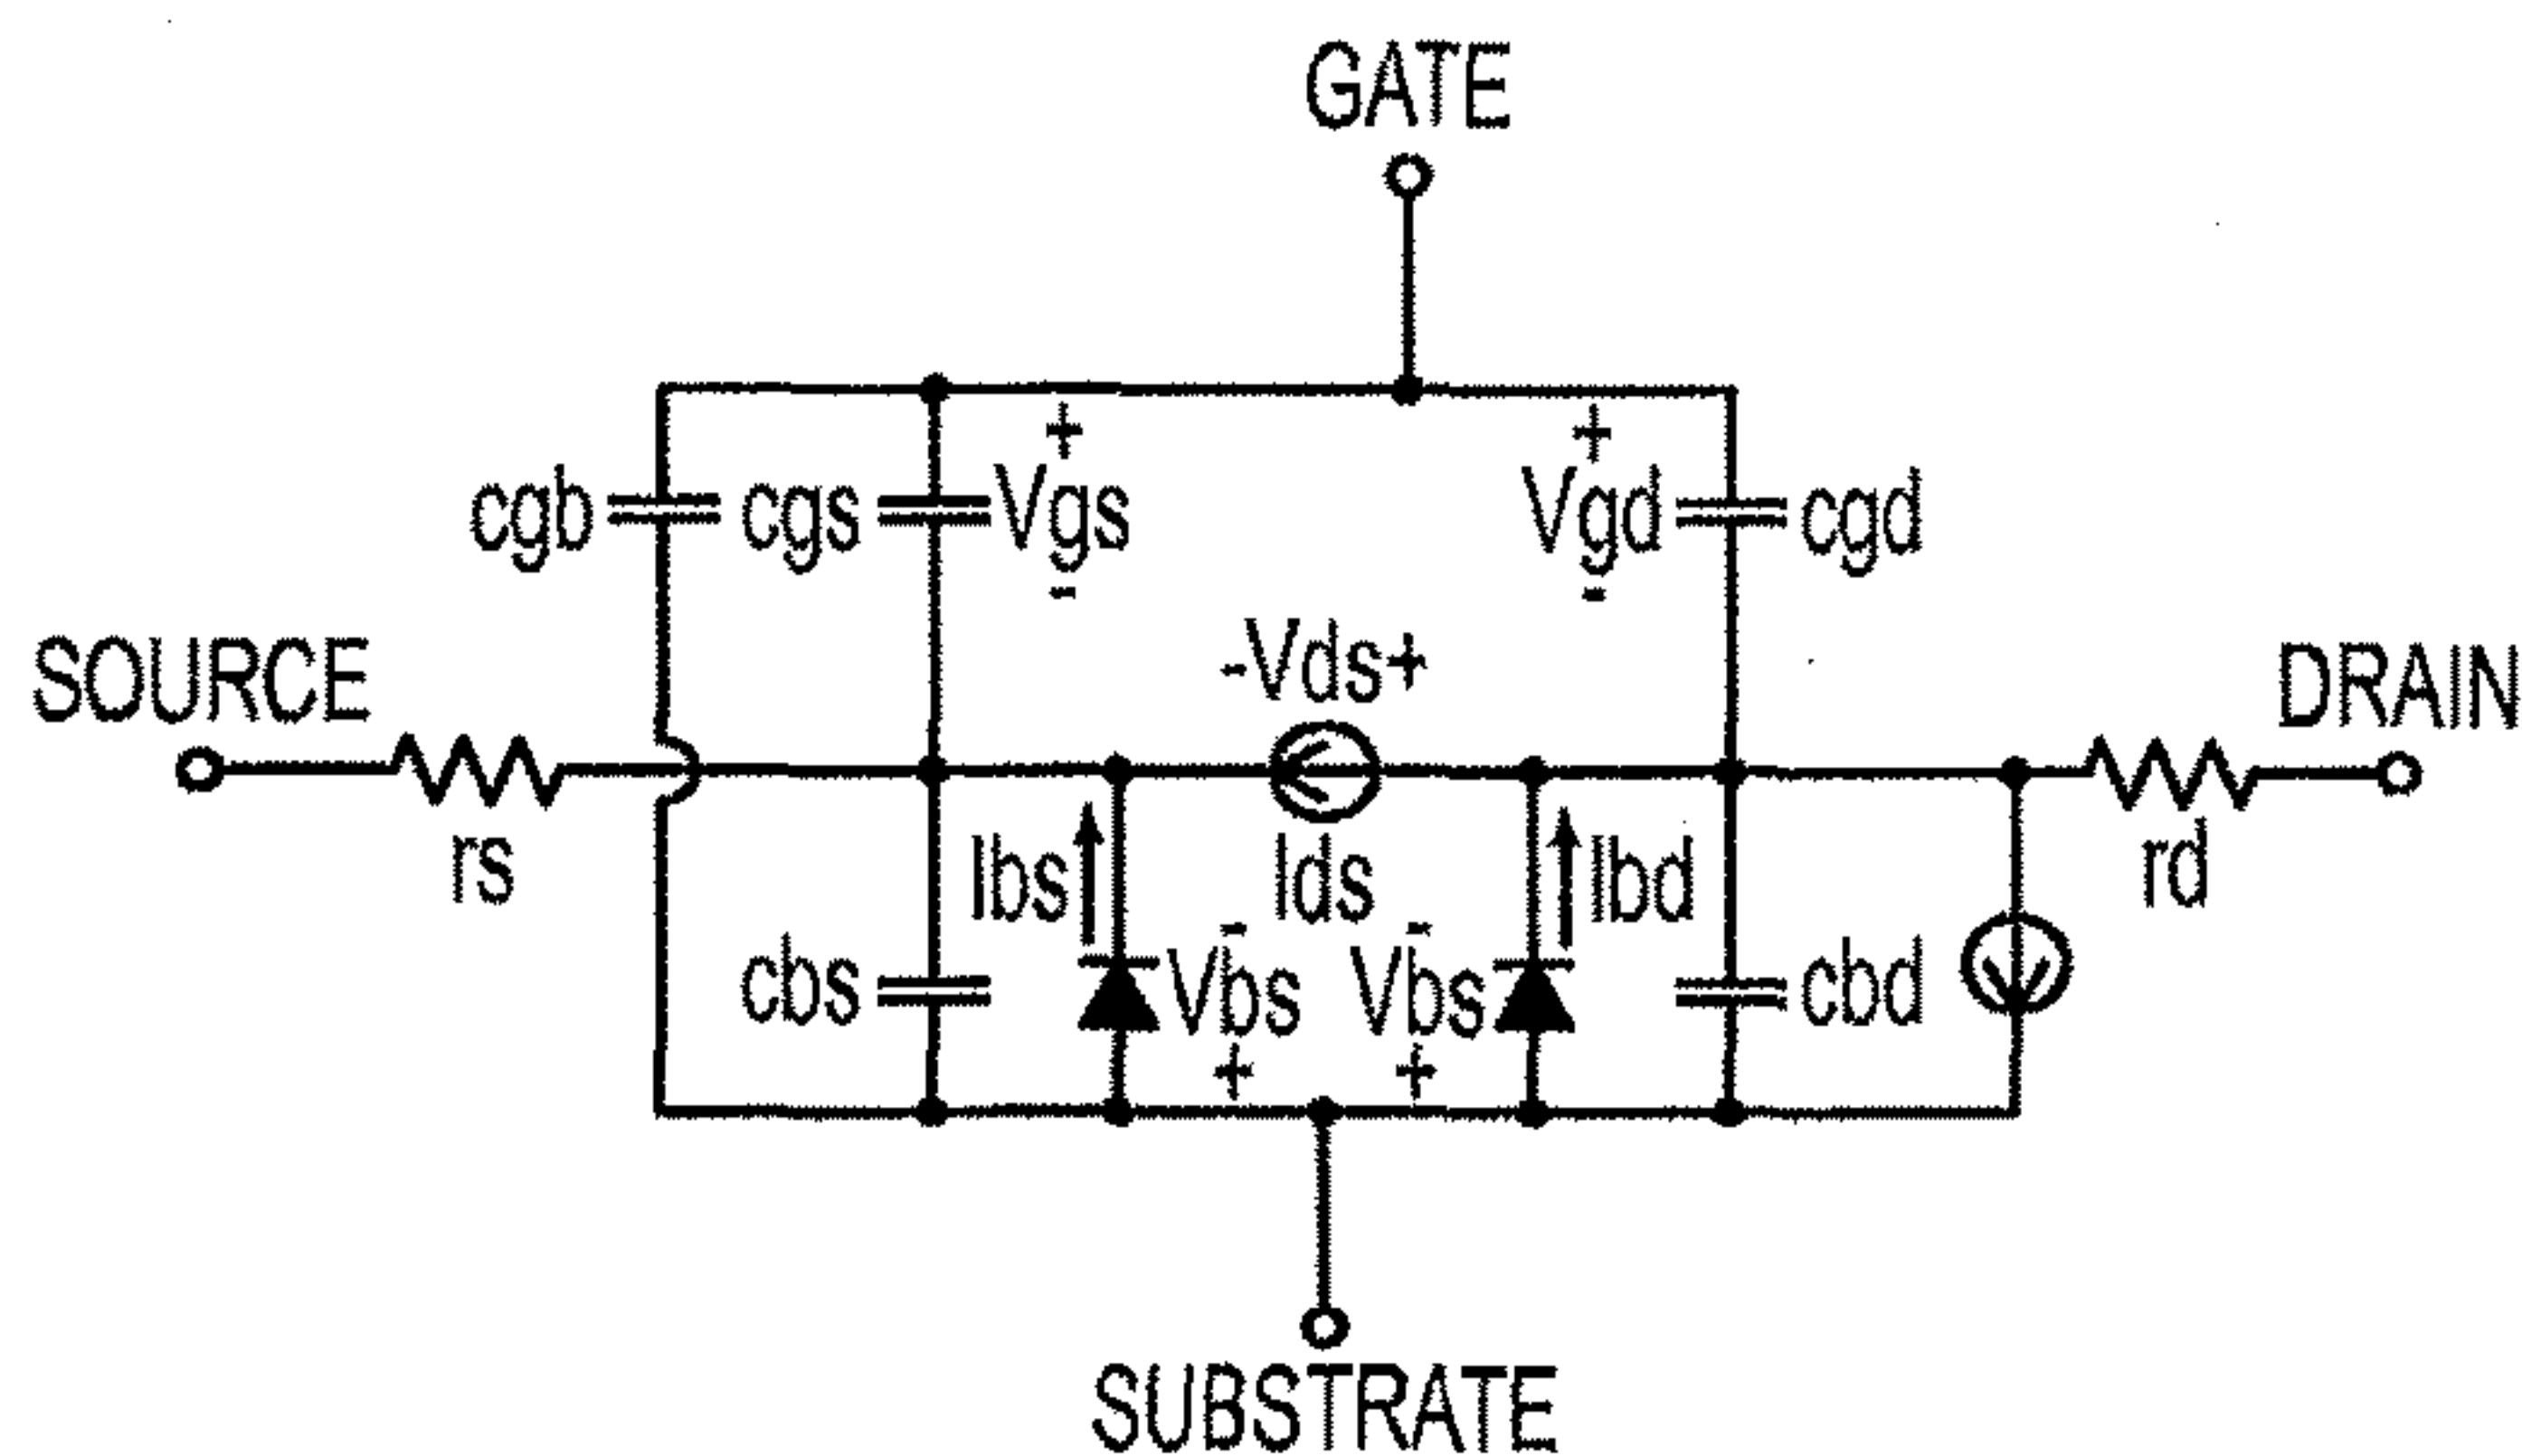 GATE
+
+
cgb
cgs
Vgs
Vgd
cgd
-
-
SOURCE
-Vds+
DRAIN
rs
Ibs
Ids
Ibd
rd
-
-
cbs
Vbs
Vbs
cbd
+
+
SUBSTRATE